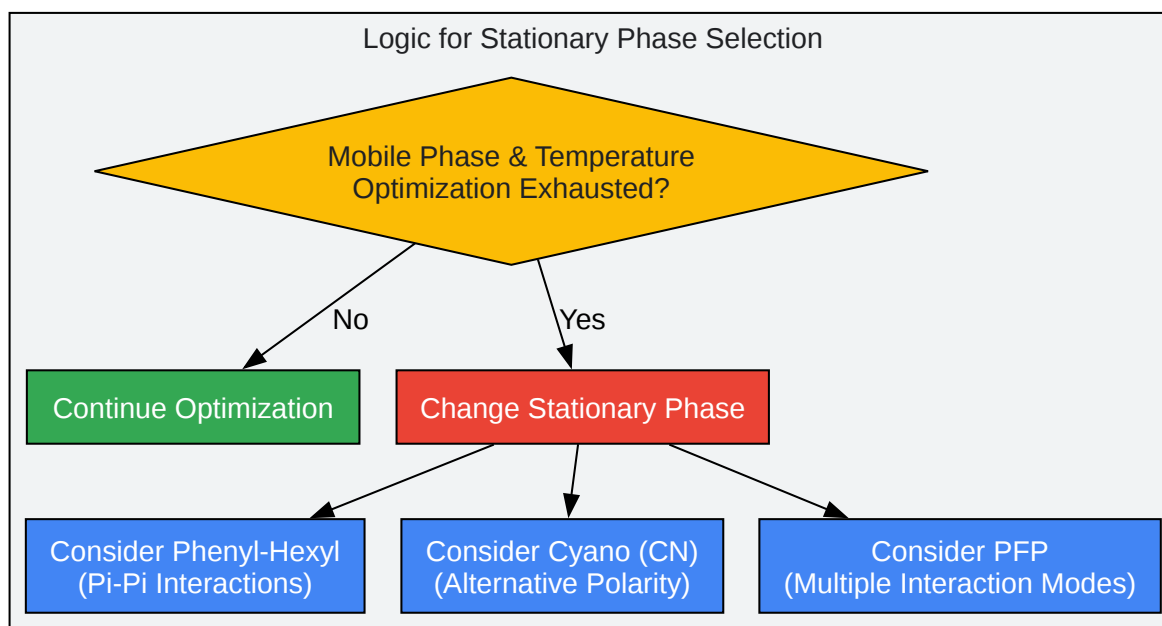 Logic for Stationary Phase Selection
Mobile Phase & Temperature
Optimization Exhausted?
No
Yes
Continue Optimization
Change Stationary Phase
Consider Phenyl-Hexyl
(Pi-Pi Interactions)
Consider Cyano (CN)
(Alternative Polarity)
Consider PFP
(Multiple Interaction Modes)